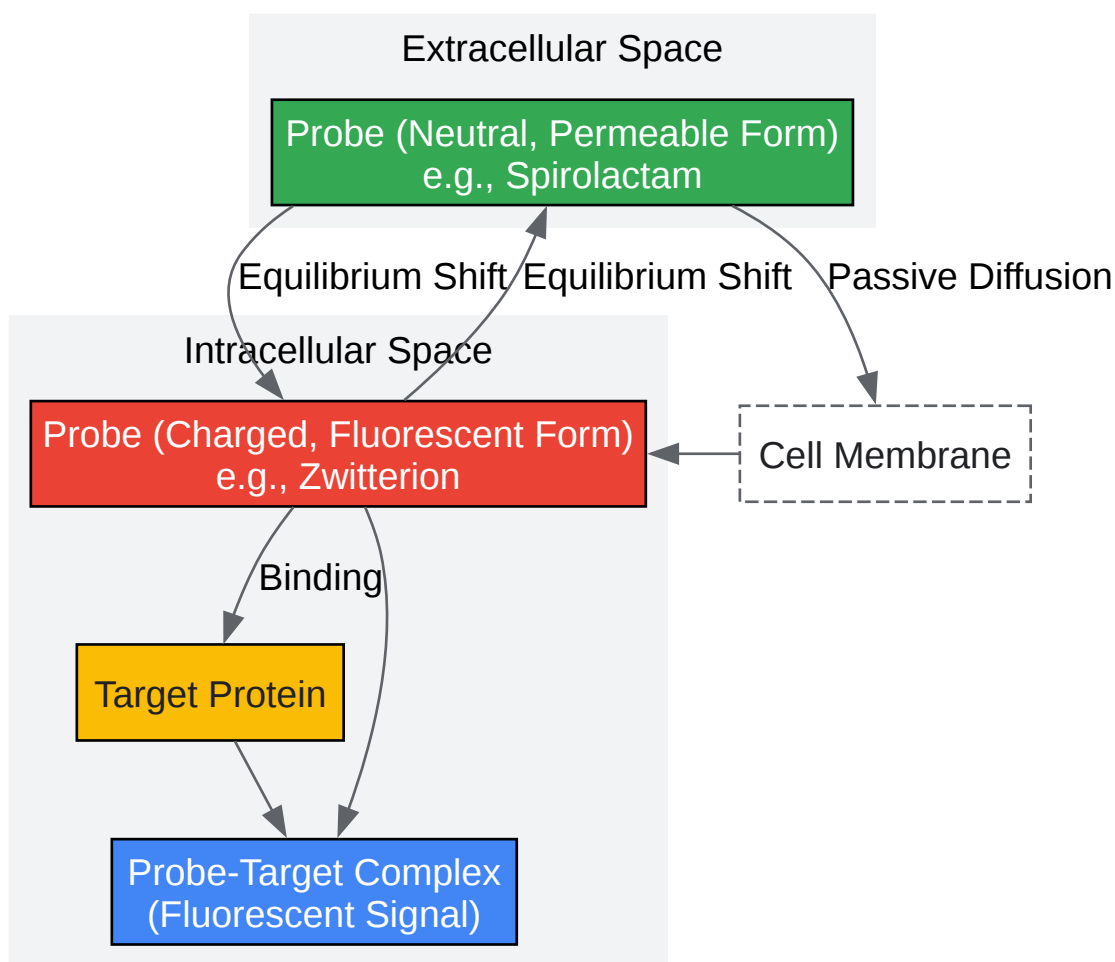 Extracellular Space
Probe (Neutral, Permeable Form)
e.g., Spirolactam
Equilibrium Shift
Equilibrium Shift
Passive Diffusion
Intracellular Space
Probe (Charged, Fluorescent Form)
e.g., Zwitterion
Cell Membrane
Binding
Target Protein
Probe-Target Complex
(Fluorescent Signal)